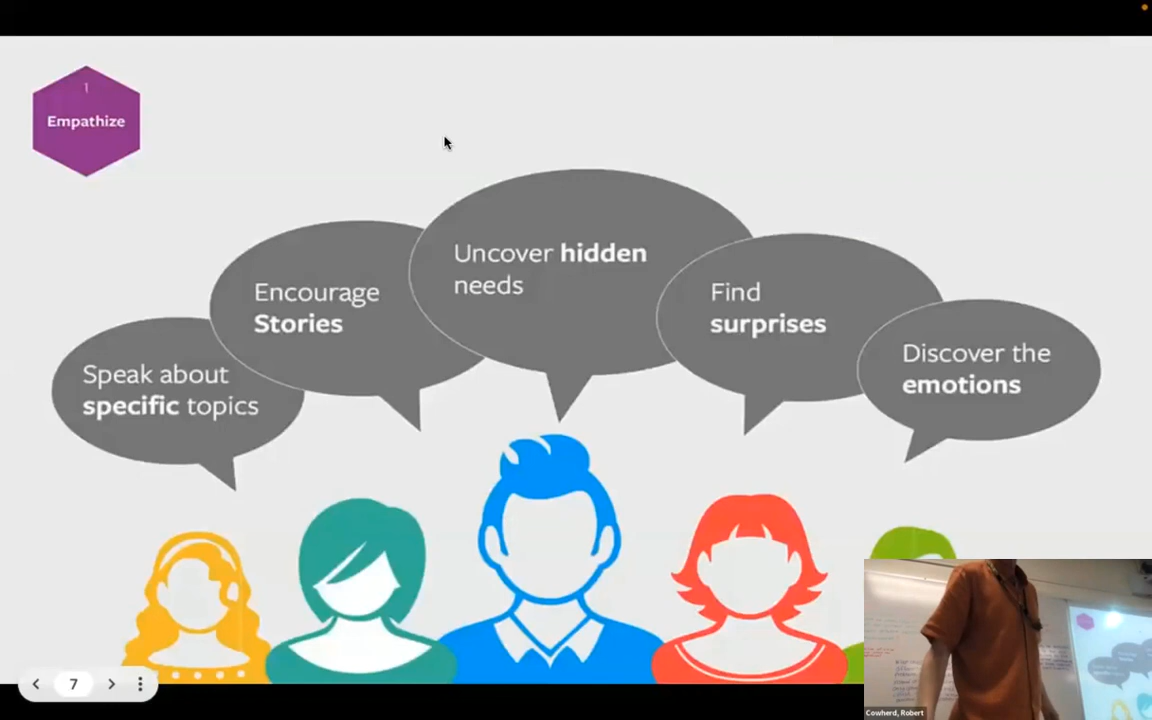 1
Empathize
Speak about
specific topics
Encourage
Stories
Uncover hidden
needs
Find
surprises
Discover the
emotions
7
Cowherd, Robert